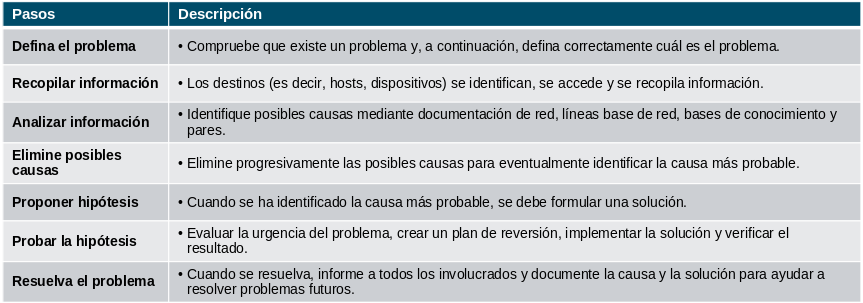 Pasos Descripción
Defina el problema • Compruebe que existe un problema y, a continuación, defina correctamente cuál es el problema.
Recopilar información • Los destinos (es decir, hosts, dispositivos) se identifican, se accede y se recopila información.
Analizar información • Identifique posibles causas mediante documentación de red, líneas base de red, bases de conocimiento y
pares.
Elimine posibles
causas
• Elimine progresivamente las posibles causas para eventualmente identificar la causa más probable.
Proponer hipótesis • Cuando se ha identificado la causa más probable, se debe formular una solución.
Probar la hipótesis • Evaluar la urgencia del problema, crear un plan de reversión, implementar la solución y verificar el
resultado.
Resuelva el problema • Cuando se resuelva, informe a todos los involucrados y documente la causa y la solución para ayudar a
resolver problemas futuros.